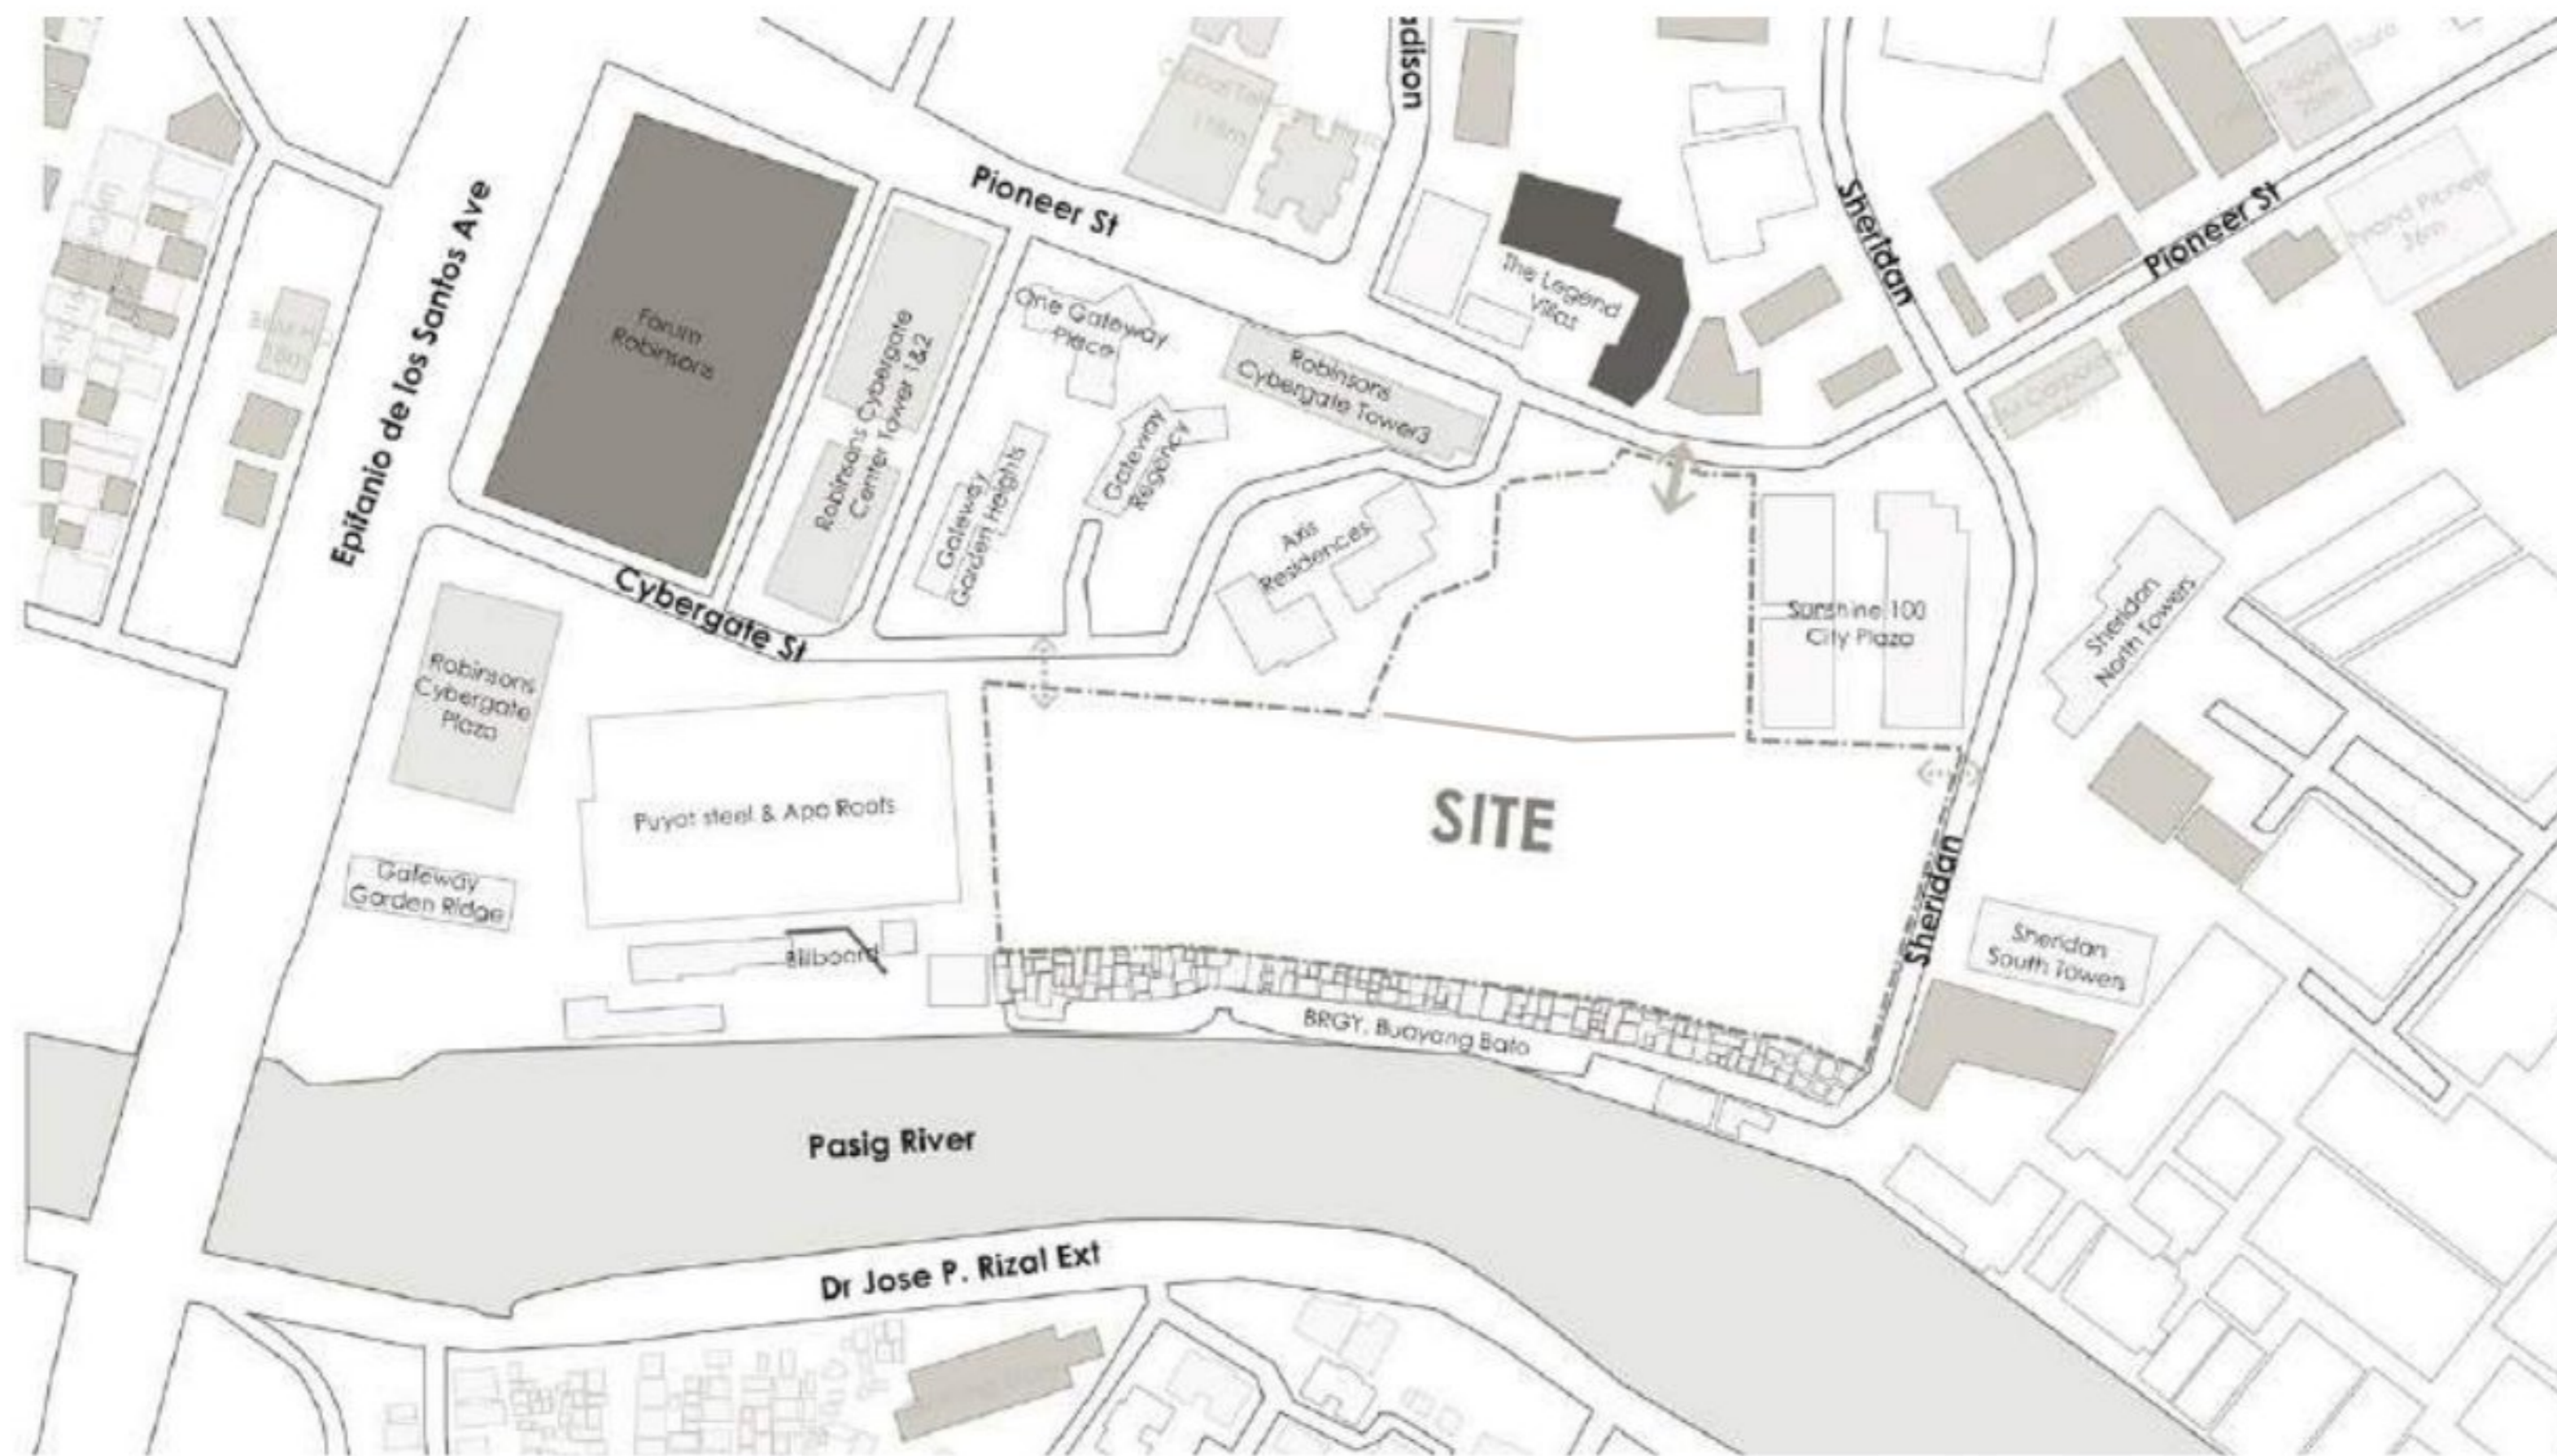 adison
Pioneer St
Sheridan
Pioneer St
Epifanio de los Santos Ave
Forum
Robinsons
Robinsons Cybergate
Center Tower 1&2
One Gateway
Place
Robinsons
Cybergate Tower3
The Legend
Villas
Gateway
Regency
Gateway
Garden Heights
Axis
Residences
Cybergate St
Sunshine 100
City Plaza
Sheridan
North Towers
Robinsons
Cybergate
Plaza
Puyat steel & Apo Roofs
SITE
Gateway
Garden Ridge
Billboard
Sheridan
Sheridan
South Towers
BRGY. Buayang Bato
Pasig River
Dr Jose P. Rizal Ext